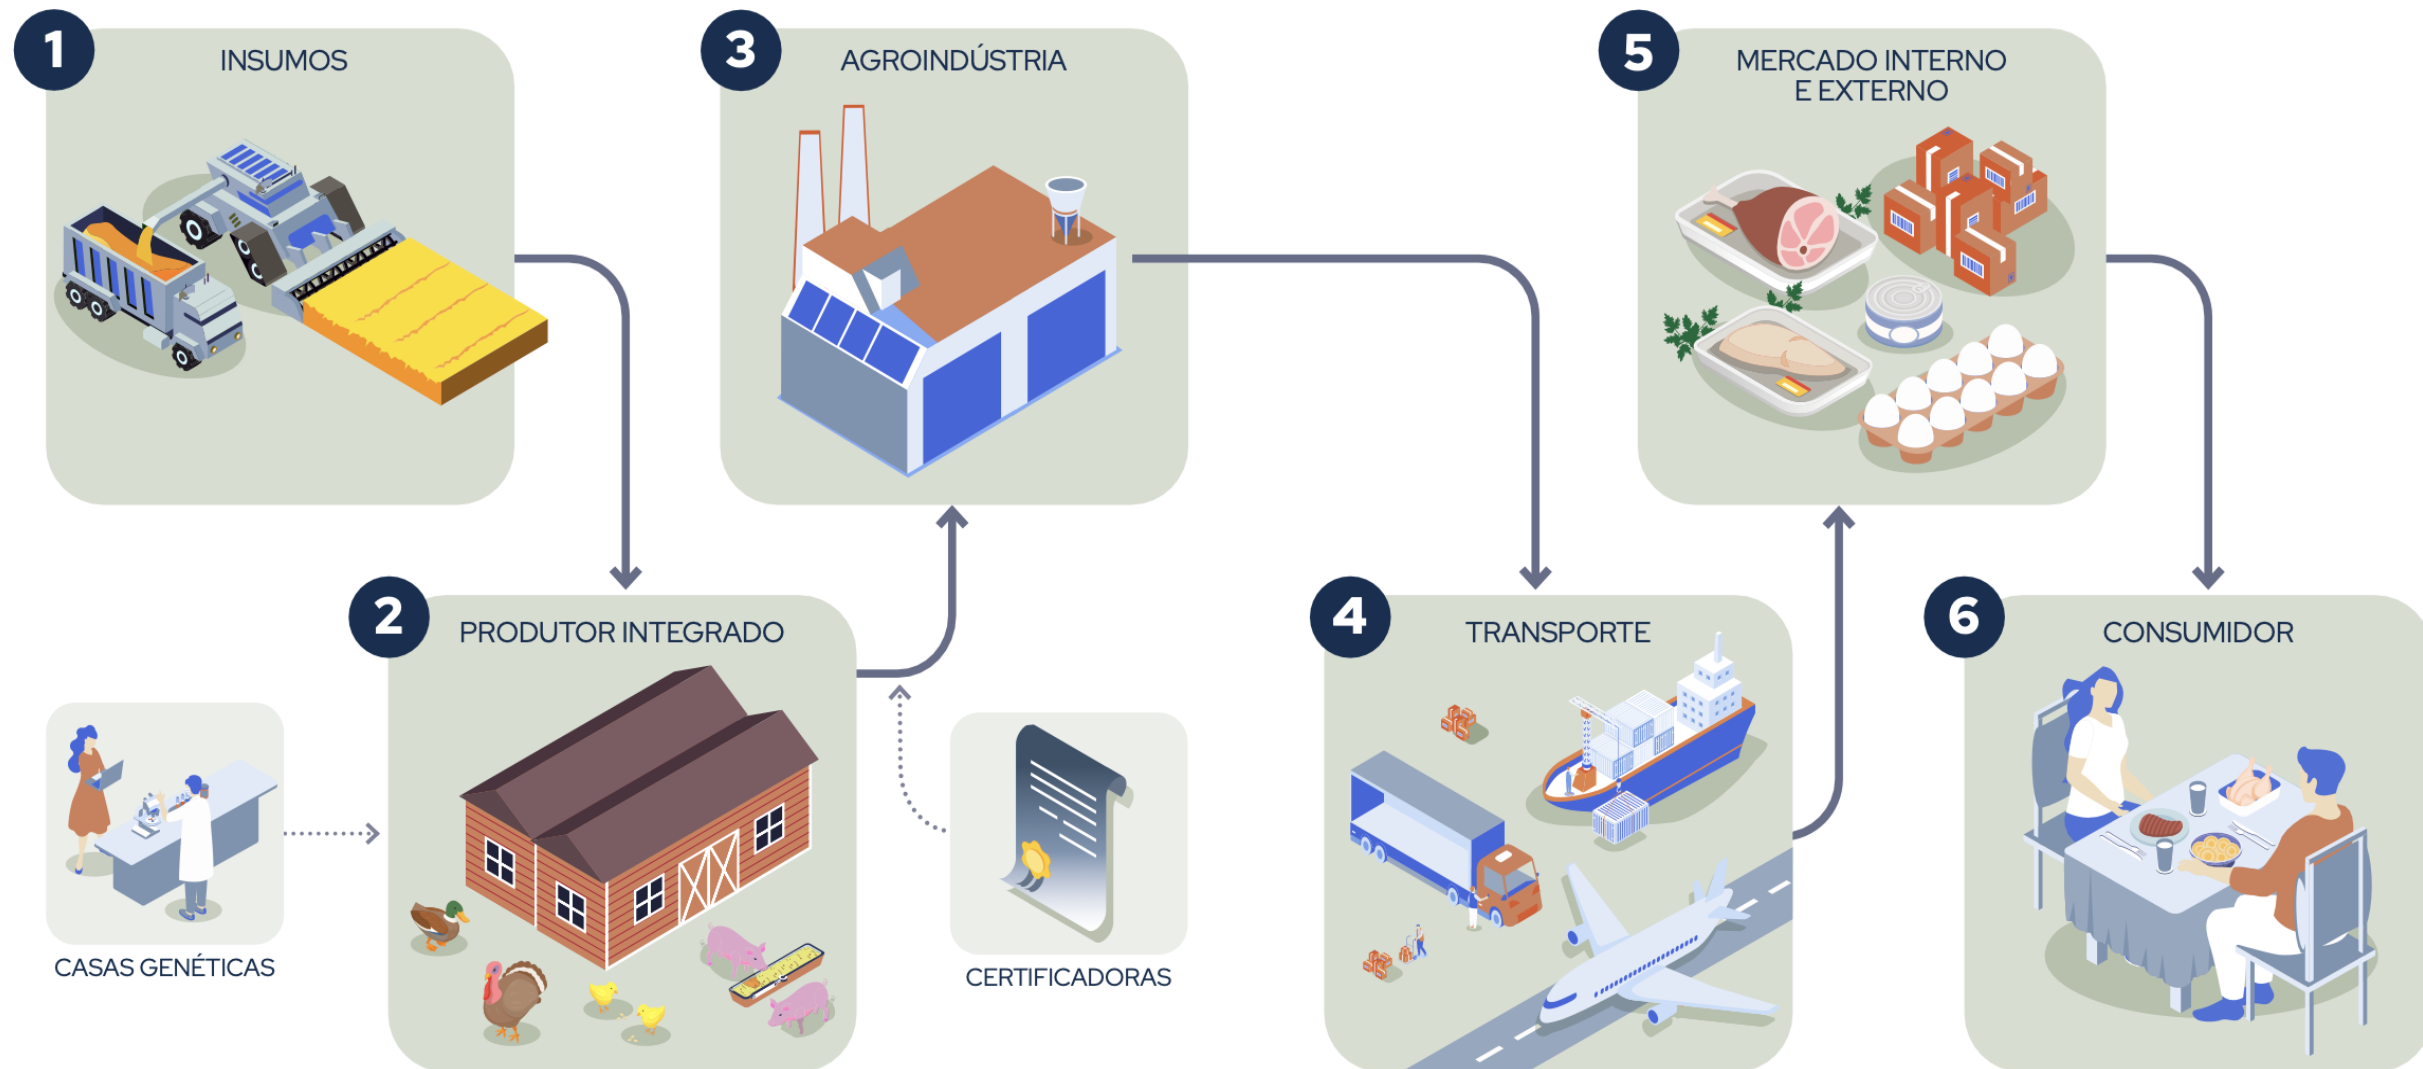 1
INSUMOS
2
PRODUTOR INTEGRADO
CASAS GENÉTICAS
CERTIFICADORAS
3
AGROINDÚSTRIA
4
TRANSPORTE
5
MERCADO INTERNO
E EXTERNO
6
CONSUMIDOR